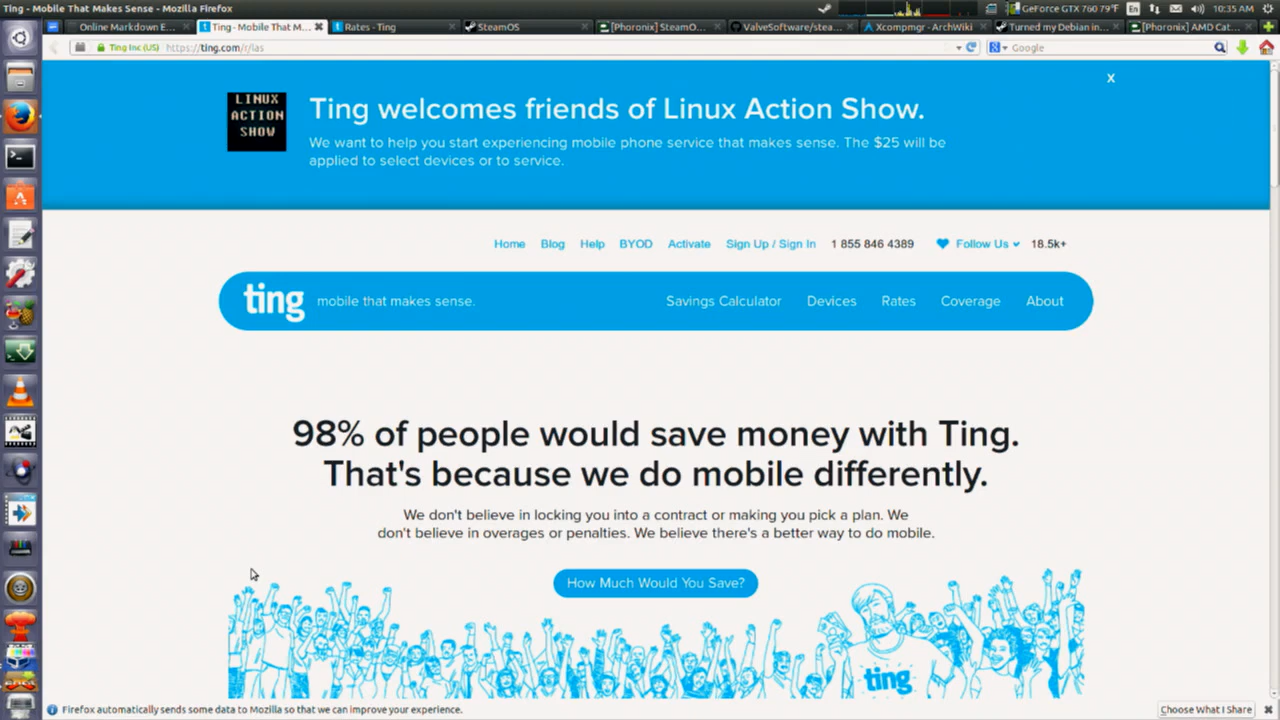 Ting - Mobile That Makes Sense - Mozilla Firefox
GeForce GTX 760 79°F
En
10:35 AM
Online Markdown E...
Ting - Mobile That M...
Rates - Ting
SteamOS
[Phoronix] SteamO...
ValveSoftware/stea...
Xcompmgr - ArchWiki
Turned my Debian in...
[Phoronix] AMD Cat...
Ting Inc (US)
https://ting.com/r/las
Google
LINUX
ACTION
SHOW
Ting welcomes friends of Linux Action Show.
We want to help you start experiencing mobile phone service that makes sense. The $25 will be
applied to select devices or to service.
x
Home Blog Help BYOD Activate Sign Up / Sign In 1 855 846 4389 Follow Us 18.5k+
ting mobile that makes sense. Savings Calculator Devices Rates Coverage About
98% of people would save money with Ting.
That's because we do mobile differently.
We don't believe in locking you into a contract or making you pick a plan. We
don't believe in overages or penalties. We believe there's a better way to do mobile.
How Much Would You Save?
ting
Firefox automatically sends some data to Mozilla so that we can improve your experience.
Choose What I Share